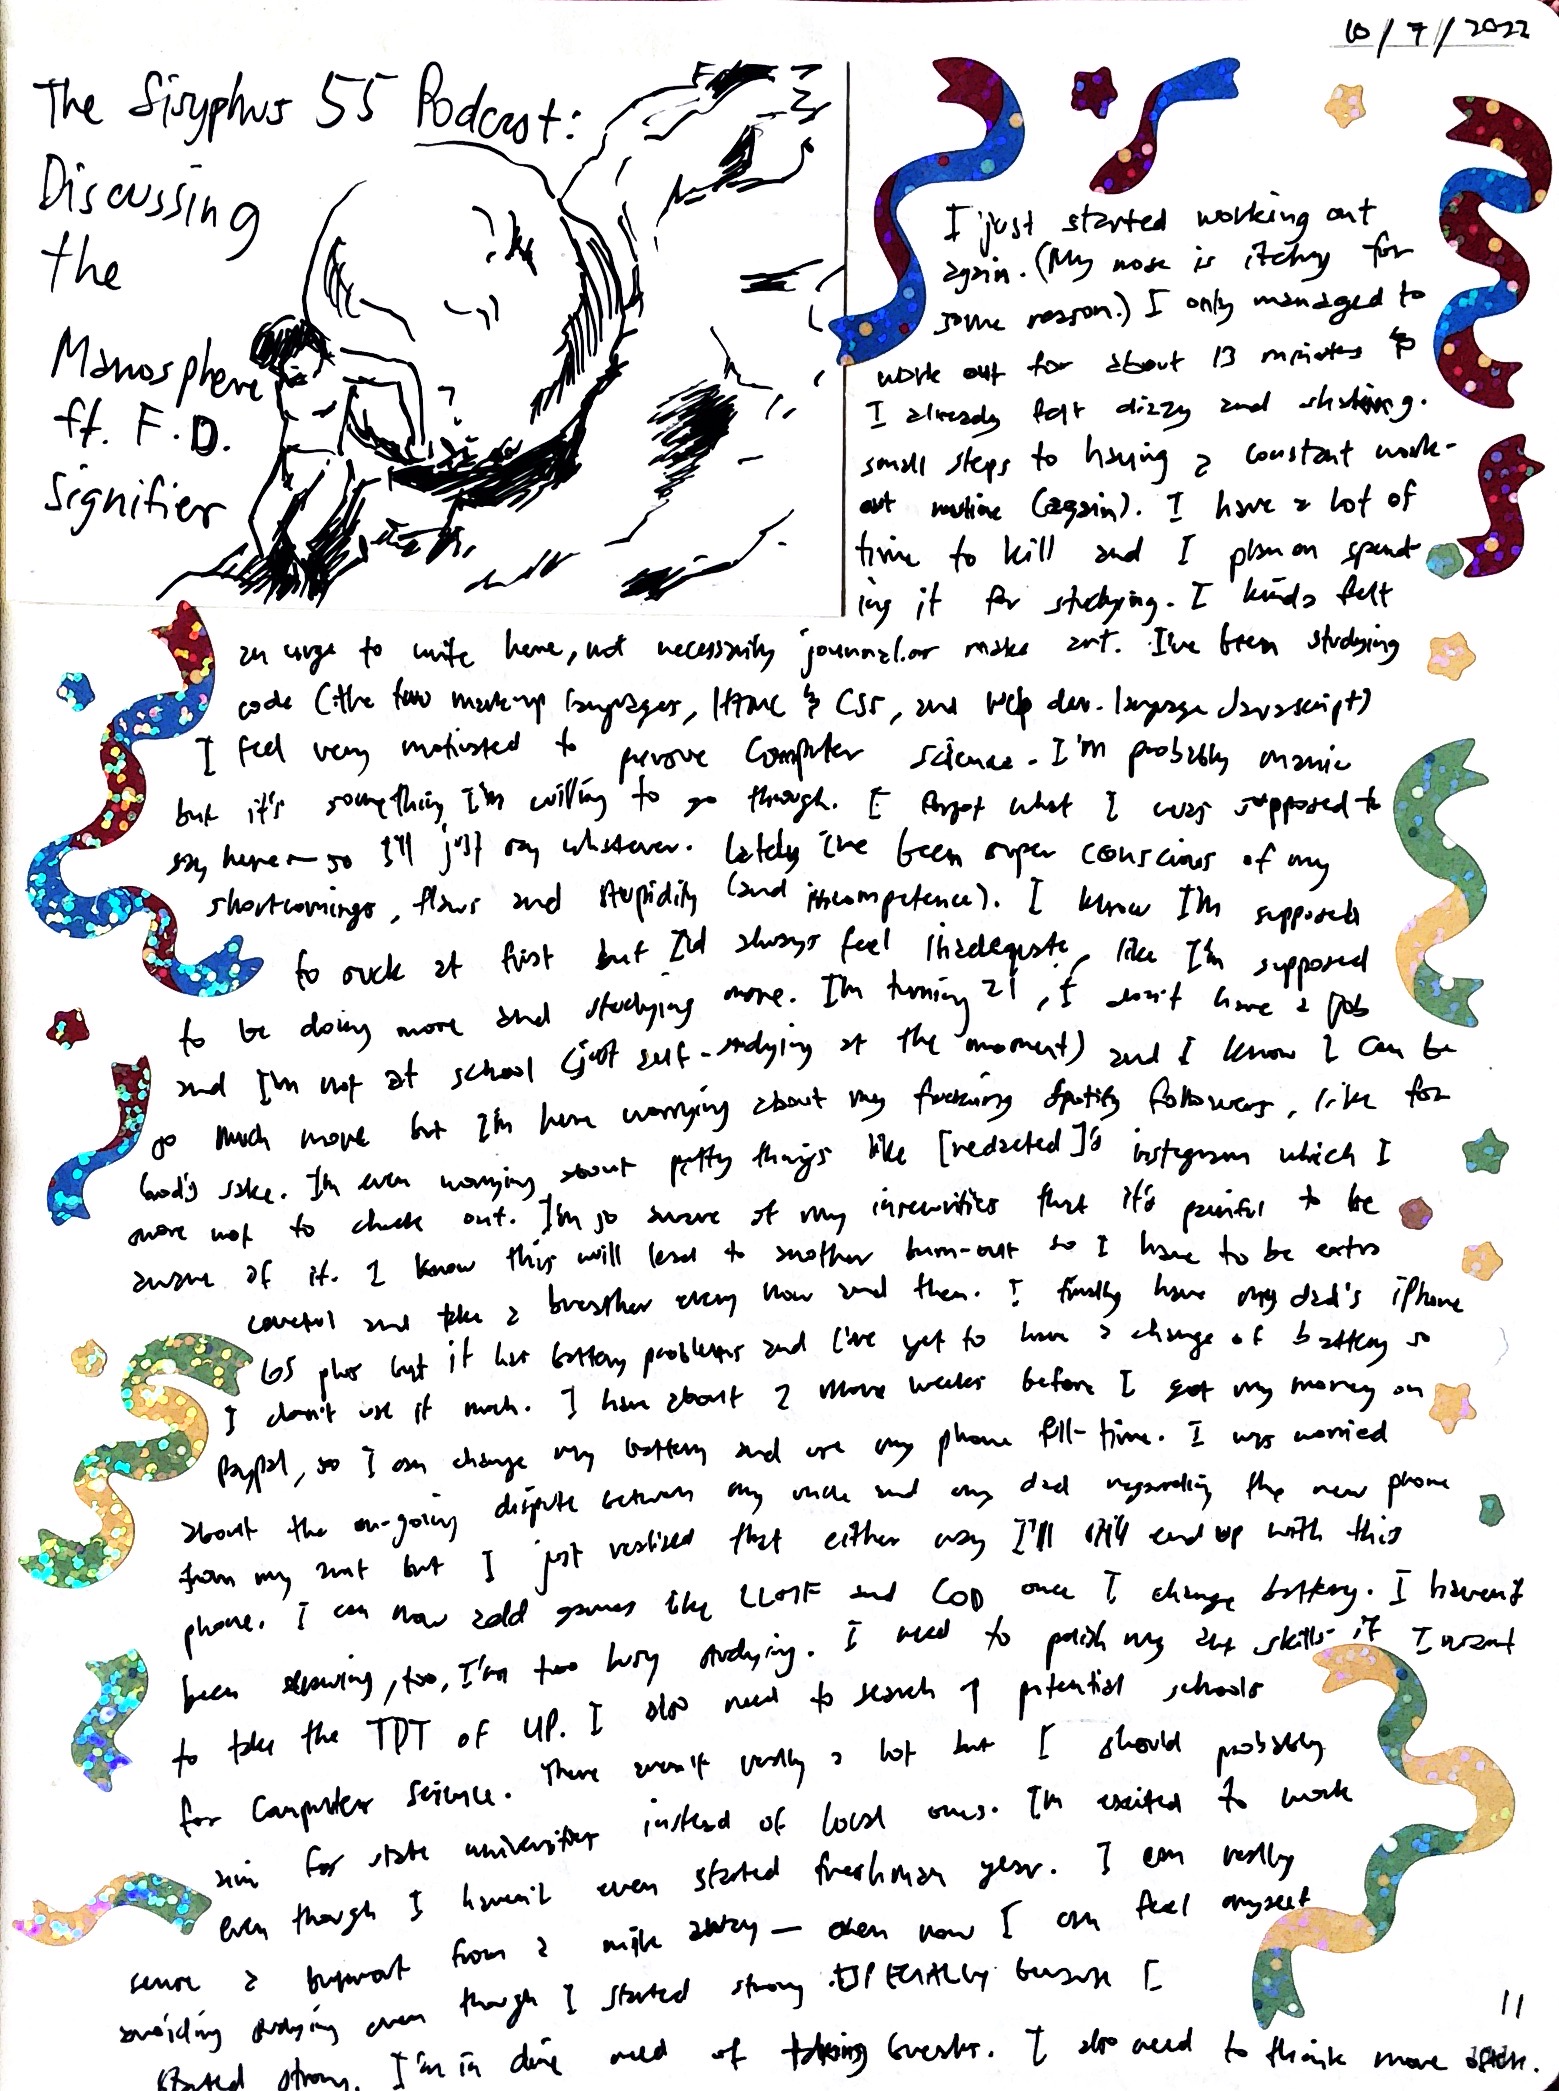 10/7/2022
The Sisyphus 55 Podcast:
Discussing
the
Manosphere
ft. F.D.
Signifier
I just started working out
again. (My nose is itchy for
some reason.) I only managed to
work out for about 13 minutes &
I already felt dizzy and shaking.
small steps to having a constant work-
out routine (again). I have a lot of
time to kill and I plan on spend-
ing it for studying. I kinda felt
an urge to write here, not necessarily journal or make art. I've been studying
code (the two mark-up languages, HTML & CSS, and web dev. language Javascript)
I feel very motivated to pursue Computer Science. I'm probably manic
but it's something I'm willing to go through. I forgot what I was supposed to
say here — so I'll just say whatever. Lately I've been super conscious of my
shortcomings, flaws and stupidity (and incompetence). I know I'm supposed
to suck at first but I'd always feel inadequate, like I'm supposed
to be doing more and studying more. I'm turning 21, I don't have a job
and I'm not at school (just self-studying at the moment) and I know I can be
so much more but I'm here worrying about my fucking Spotify followers, like for
God's sake. I'm even worrying about petty things like [redacted]'s instagram which I
swore not to check out. I'm so aware of my insecurities that it's painful to be
aware of it. I know this will lead to another burn-out so I have to be extra
careful and take a breather every now and then. I finally have my dad's iPhone
6S plus but it has battery problems and I've yet to have a change of battery so
I don't use it much. I have about 2 more weeks before I get my money on
Paypal, so I can change my battery and use my phone full-time. I was worried
about the on-going dispute between my uncle and my dad regarding the new phone
from my aunt but I just realized that either way I'll still end up with this
phone. I can now add games like and COD once I change battery. I haven't
been drawing, too, I'm too busy studying. I need to polish my art skills if I want
to take the TDT of UP. I also need to search of potential schools
for Computer Science. There aren't really a lot but I should probably
aim for state universities instead of local ones. I'm excited to work
even though I haven't even started freshman year. I can really
sense a burnout from a mile away — even now I can feel myself
avoiding studying even though I started strong. ESPECIALLY because I
started strong. I'm in dire need of taking breaks. I also need to think more often.
11